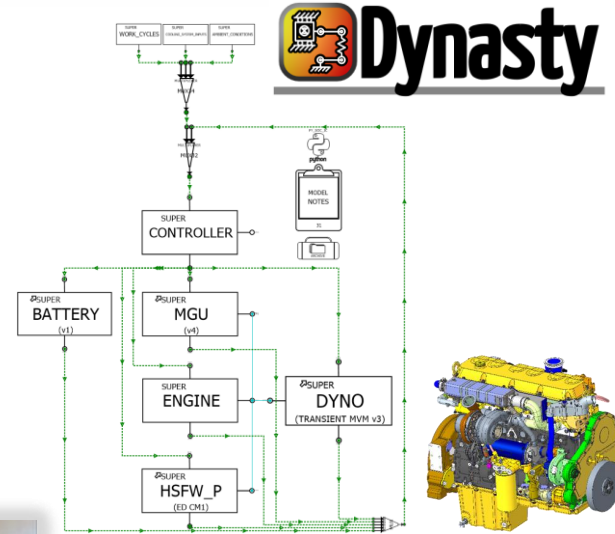 Dynasty
SUPER
WORK_CYCLES
SUPER
SUPER
AMBIENT_CONDITIONS
python
MODEL
NOTES
SUPER
CONTROLLER
SUPER
BATTERY
(v1)
SUPER
MGU
(v4)
SUPER
ENGINE
SUPER
DYNO
(TRANSIENT MVM v3)
SUPER
HSFW_P
(ED CM1)